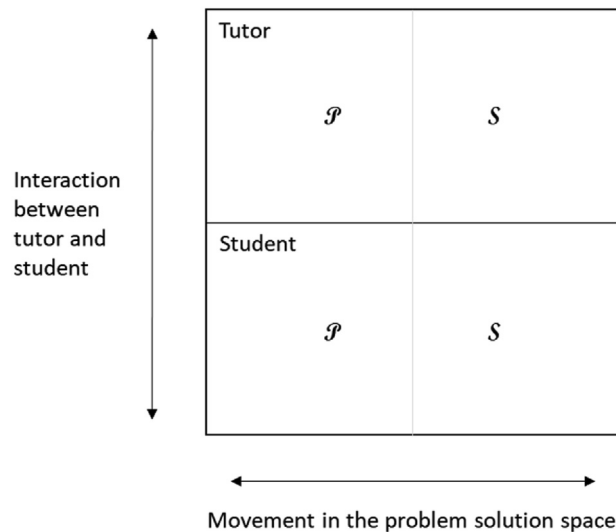 Tutor
𝒫 S
Interaction
between
tutor and
student
Student
𝒫 S
Movement in the problem solution space